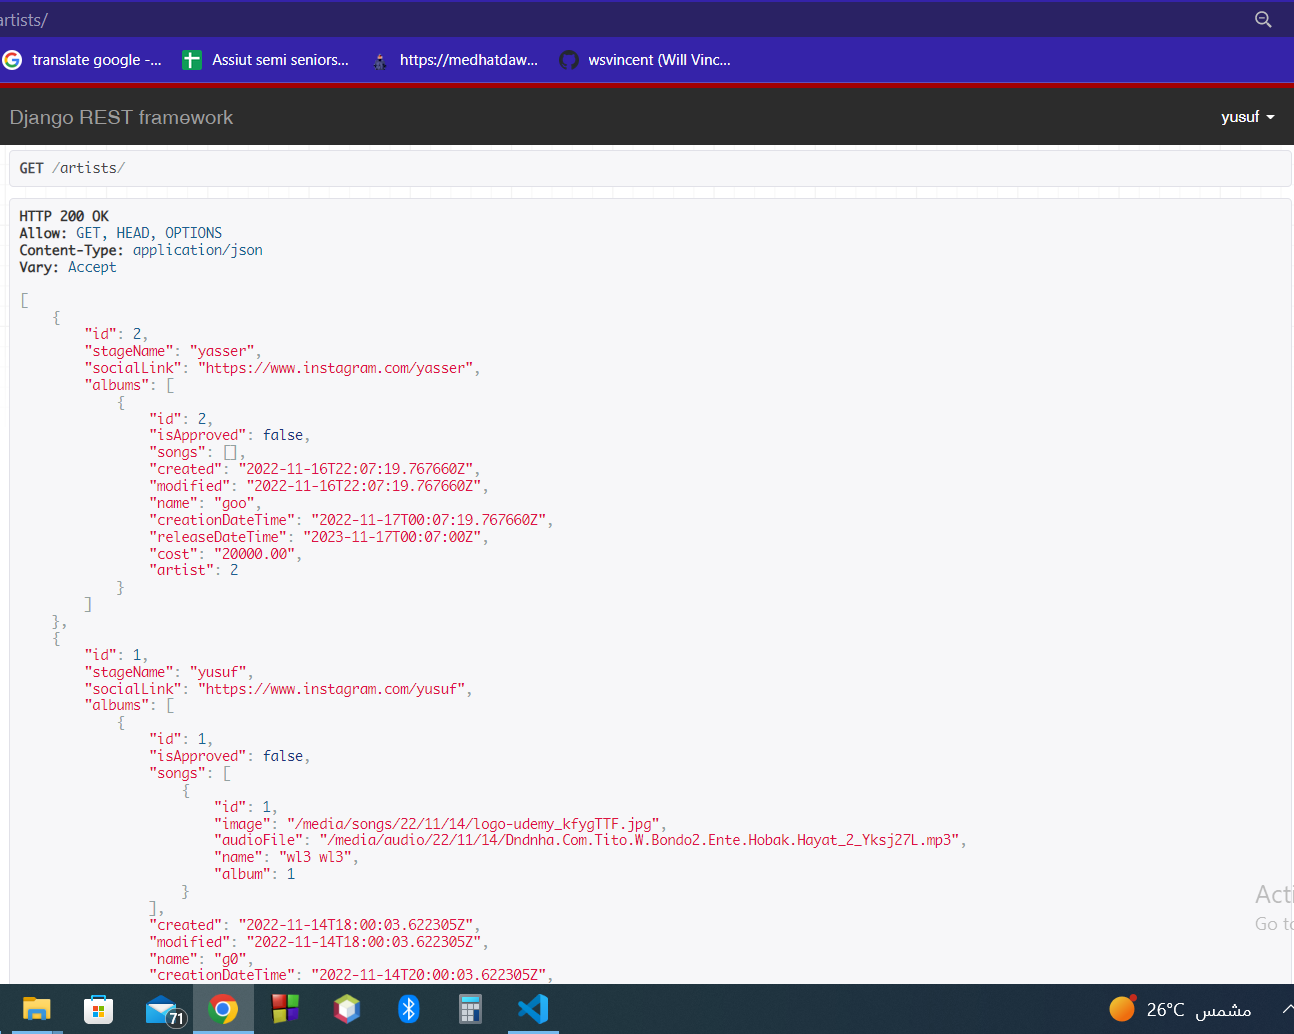 artists/
translate google -...
Assiut semi seniors...
https://medhatdaw...
wsvincent (Will Vinc...
Django REST framework
yusuf
GET /artists/
HTTP 200 OK
Allow: GET, HEAD, OPTIONS
Content-Type: application/json
Vary: Accept
[
    {
        "id": 2,
        "stageName": "yasser",
        "socialLink": "https://www.instagram.com/yasser",
        "albums": [
            {
                "id": 2,
                "isApproved": false,
                "songs": [],
                "created": "2022-11-16T22:07:19.767660Z",
                "modified": "2022-11-16T22:07:19.767660Z",
                "name": "goo",
                "creationDateTime": "2022-11-17T00:07:19.767660Z",
                "releaseDateTime": "2023-11-17T00:07:00Z",
                "cost": "20000.00",
                "artist": 2
            }
        ]
    },
    {
        "id": 1,
        "stageName": "yusuf",
        "socialLink": "https://www.instagram.com/yusuf",
        "albums": [
            {
                "id": 1,
                "isApproved": false,
                "songs": [
                    {
                        "id": 1,
                        "image": "/media/songs/22/11/14/logo-udemy_kfygTTF.jpg",
                        "audioFile": "/media/audio/22/11/14/Dndnha.Com.Tito.W.Bondo2.Ente.Hobak.Hayat_2_Yksj27L.mp3",
                        "name": "wl3 wl3",
                        "album": 1
                    }
                ],
                "created": "2022-11-14T18:00:03.622305Z",
                "modified": "2022-11-14T18:00:03.622305Z",
                "name": "g0",
                "creationDateTime": "2022-11-14T20:00:03.622305Z",
Acti
Go to
71
26°C مشمس